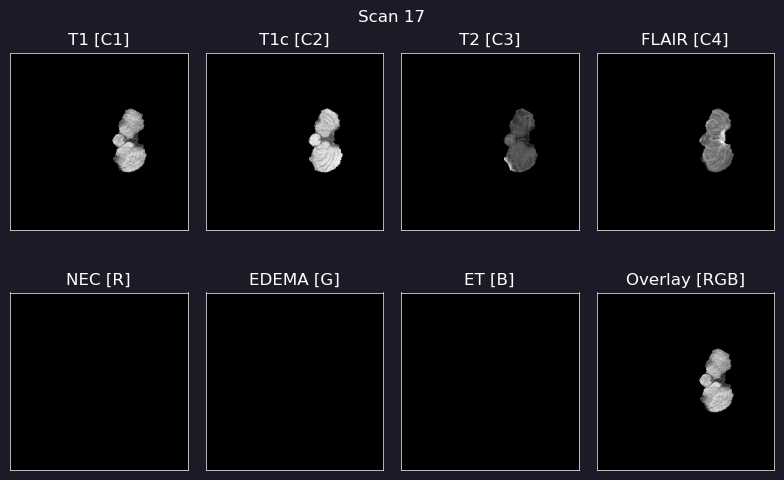 Scan 17
T1 [C1]
T1c [C2]
T2 [C3]
FLAIR [C4]
NEC [R]
EDEMA [G]
ET [B]
Overlay [RGB]